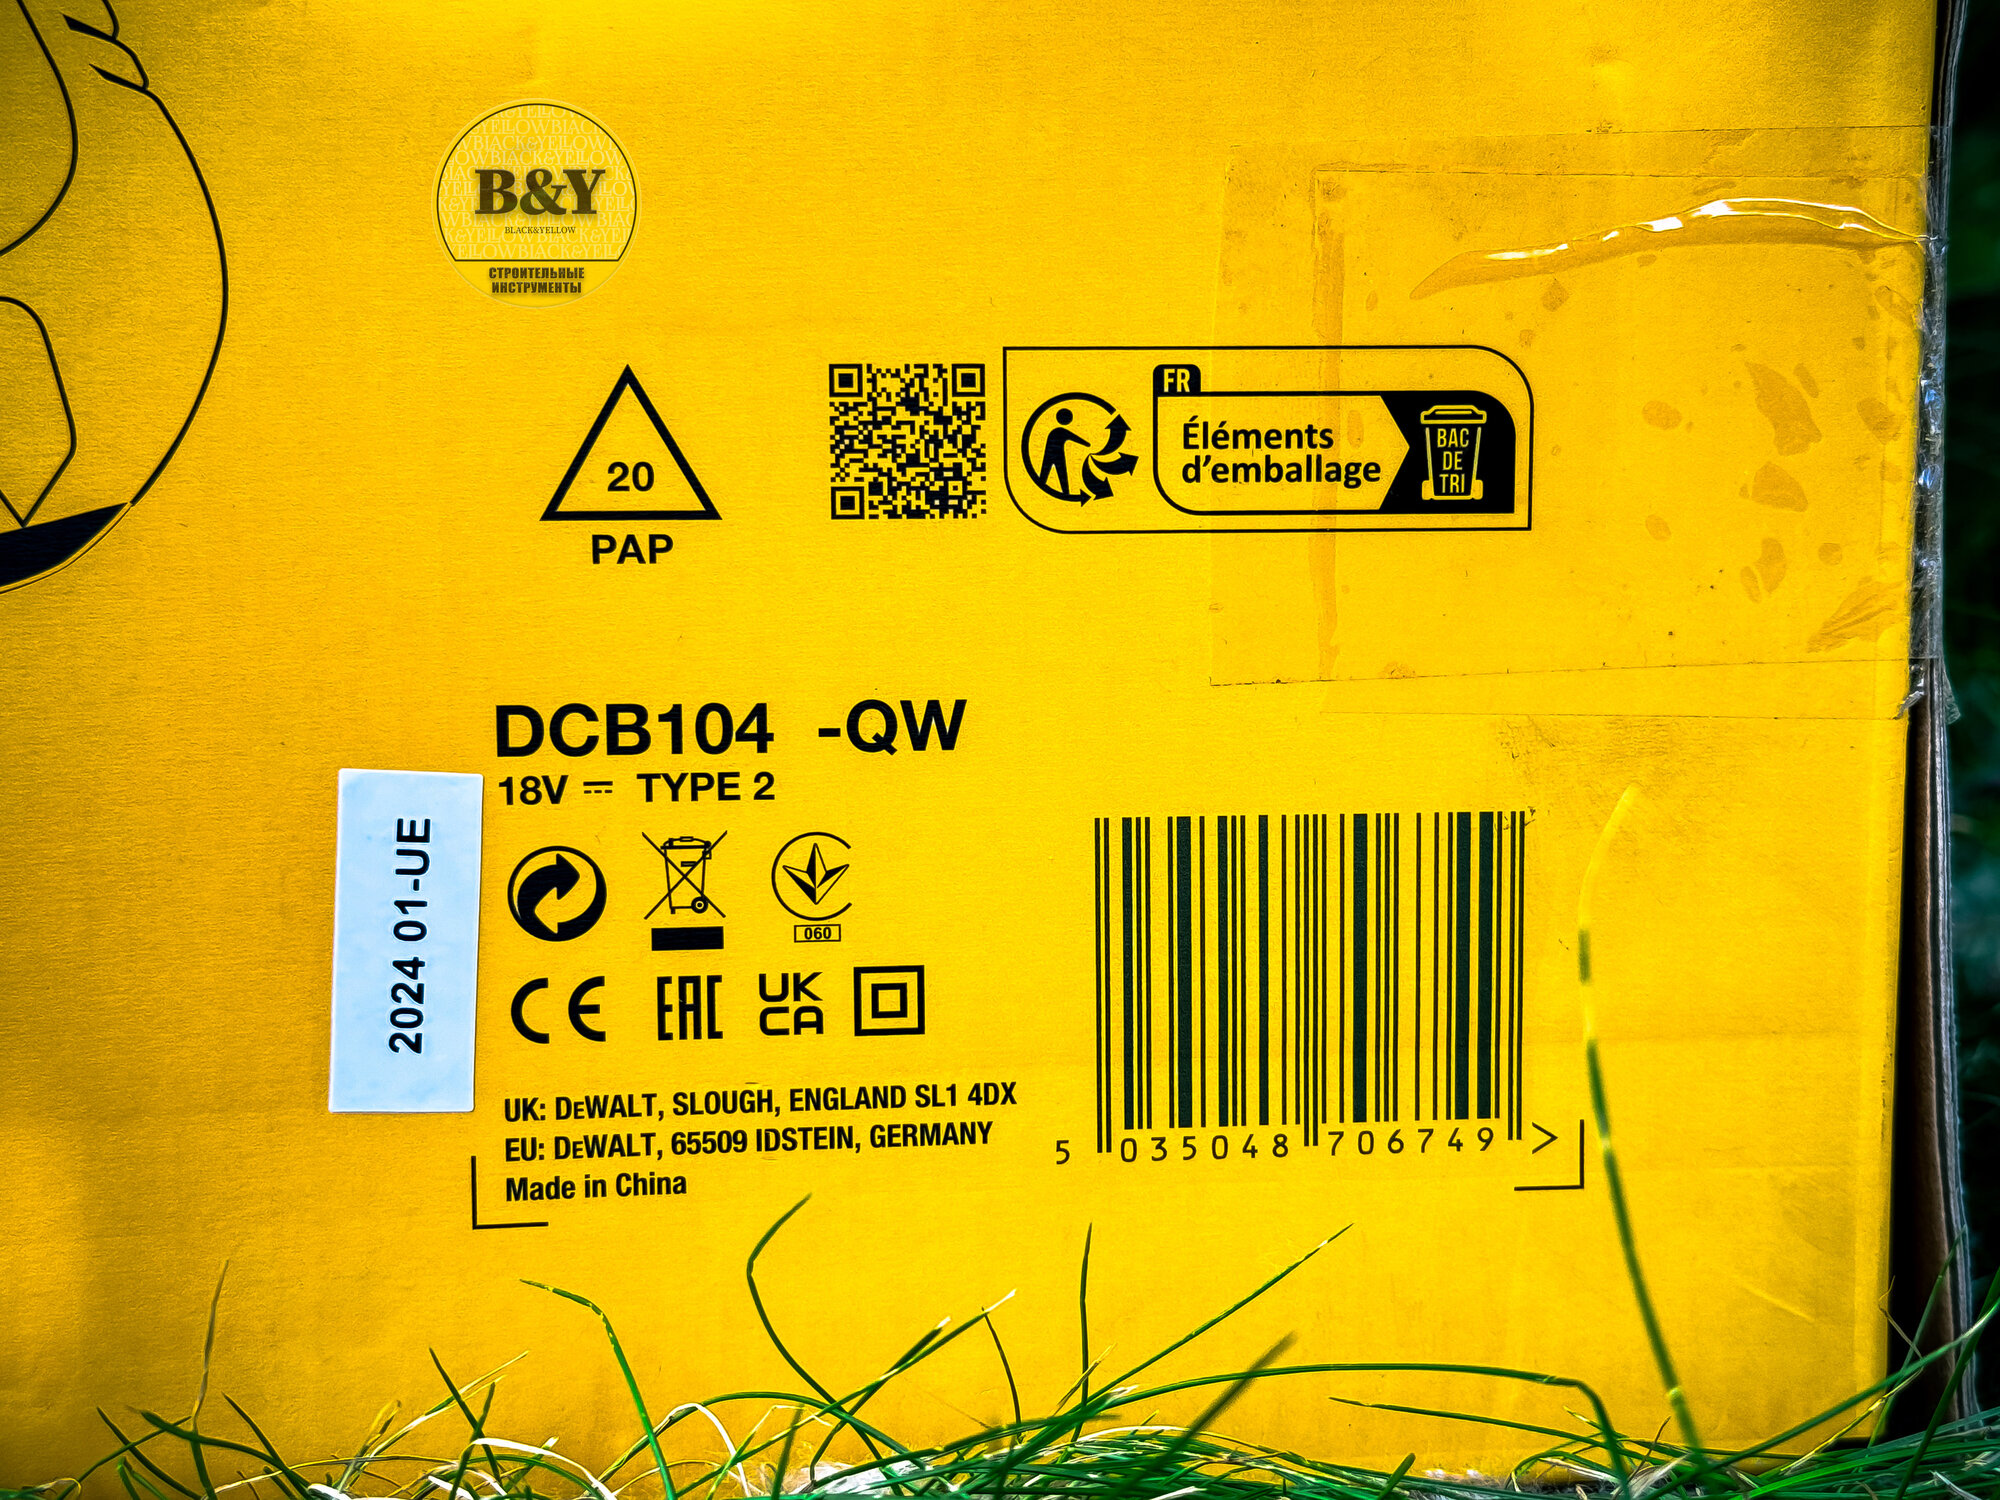 B&Y
BLACK&YELLOW
СТРОИТЕЛЬНЫЕ
ИНСТРУМЕНТЫ
20
PAP
FR
Éléments
d'emballage
BAC
DE
TRI
DCB104 -QW
18V TYPE 2
2024 01-UE
060
CE EAC UK
CA
UK: DEWALT, SLOUGH, ENGLAND SL1 4DX
EU: DEWALT, 65509 IDSTEIN, GERMANY
Made in China
5 035048 706749 >